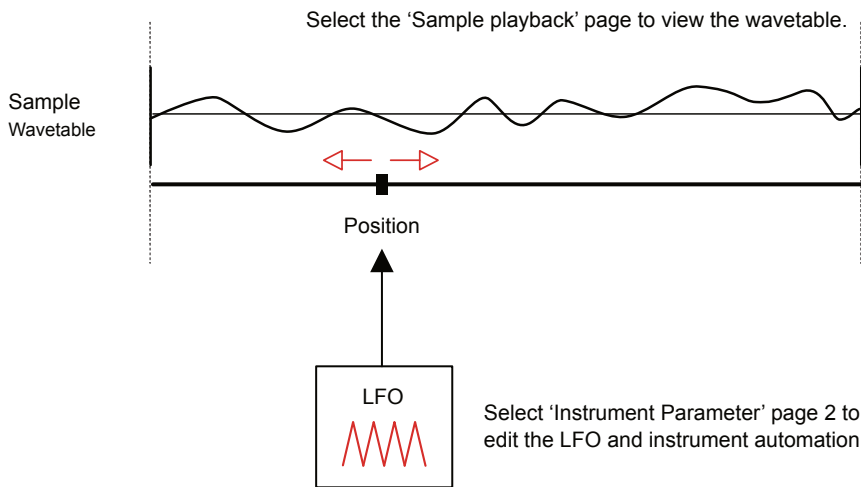 Select the ‘Sample playback’ page to view the wavetable.
Sample
Wavetable
Position
LFO
Select ‘Instrument Parameter’ page 2 to
edit the LFO and instrument automation